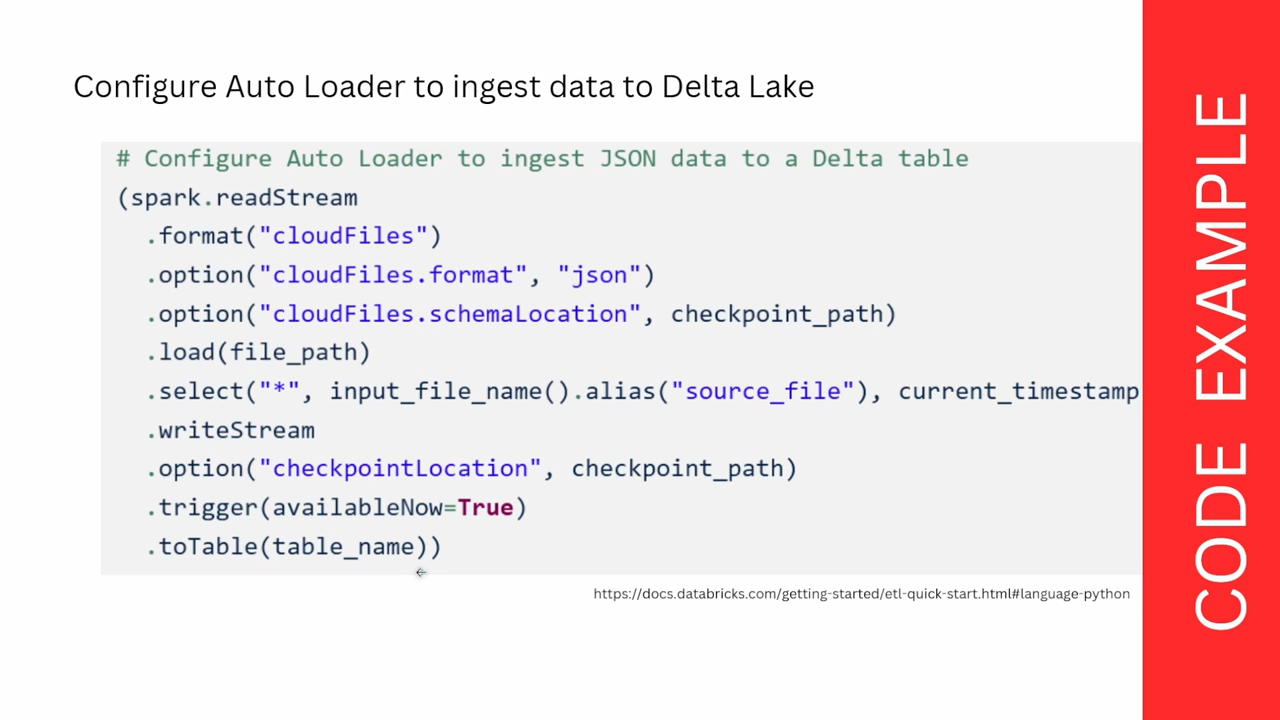 Configure Auto Loader to ingest data to Delta Lake
# Configure Auto Loader to ingest JSON data to a Delta table
(spark.readStream
  .format("cloudFiles")
  .option("cloudFiles.format", "json")
  .option("cloudFiles.schemaLocation", checkpoint_path)
  .load(file_path)
  .select("*", input_file_name().alias("source_file"), current_timestamp
  .writeStream
  .option("checkpointLocation", checkpoint_path)
  .trigger(availableNow=True)
  .toTable(table_name))
https://docs.databricks.com/getting-started/etl-quick-start.html#language-python
CODE EXAMPLE